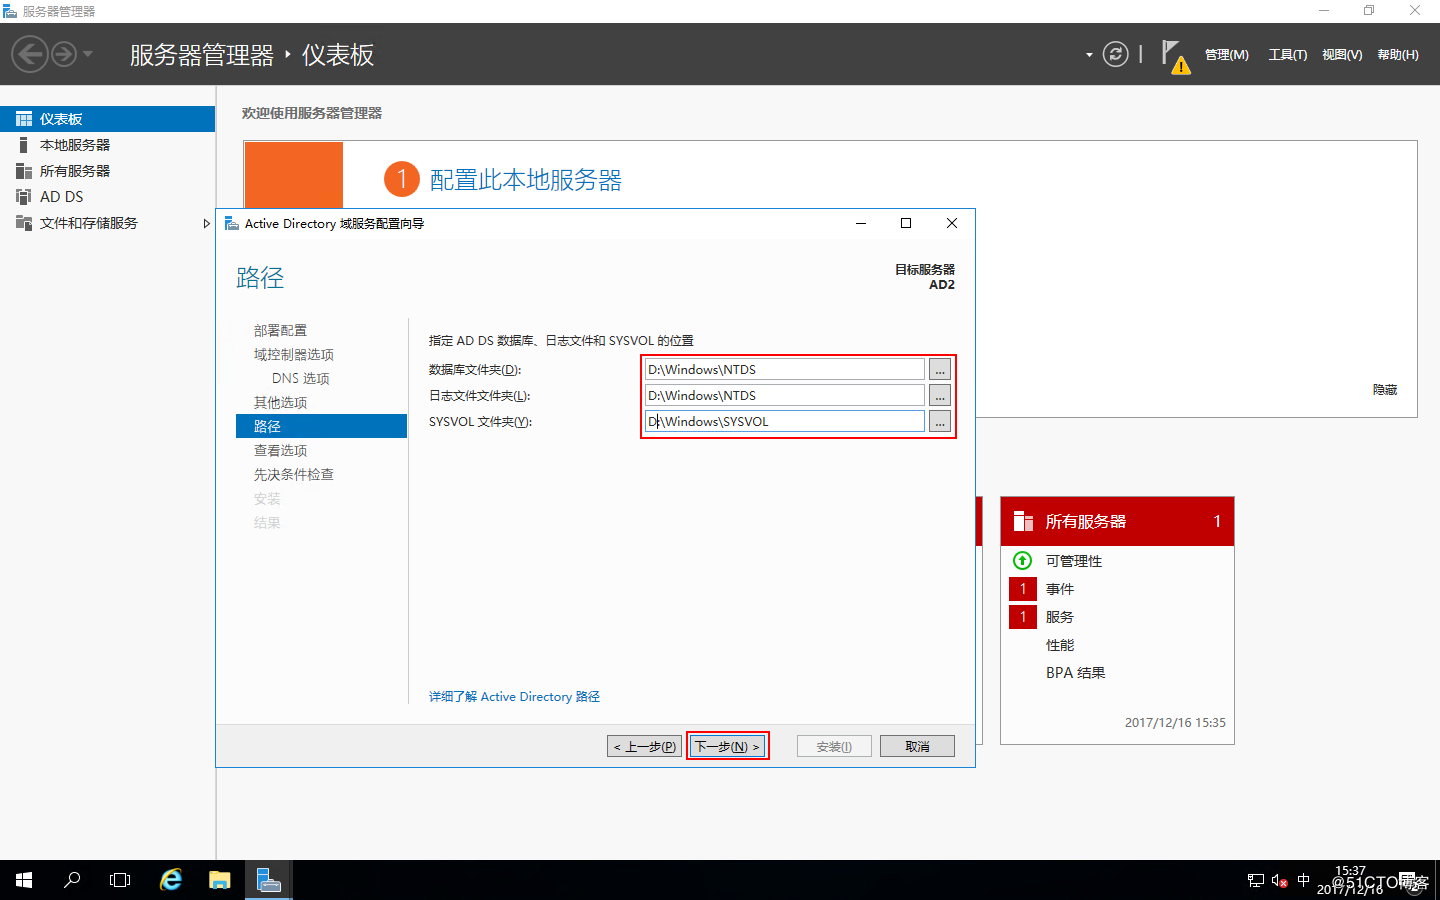 服务器管理器
服务器管理器 ‣ 仪表板
管理(M) 工具(T) 视图(V) 帮助(H)
仪表板
本地服务器
所有服务器
AD DS
文件和存储服务
欢迎使用服务器管理器
1 配置此本地服务器
隐藏
Active Directory 域服务配置向导
路径
目标服务器
AD2
部署配置
域控制器选项
DNS 选项
其他选项
路径
查看选项
先决条件检查
安装
结果
指定 AD DS 数据库、日志文件和 SYSVOL 的位置
数据库文件夹(D): D:\Windows\NTDS ...
日志文件文件夹(L): D:\Windows\NTDS ...
SYSVOL 文件夹(Y): D:\Windows\SYSVOL ...
详细了解 Active Directory 路径
< 上一步(P) 下一步(N) > 安装(I) 取消
所有服务器 1
可管理性
1 事件
1 服务
性能
BPA 结果
2017/12/16 15:35
中
15:37
2017/12/16
2
@51CTO博客